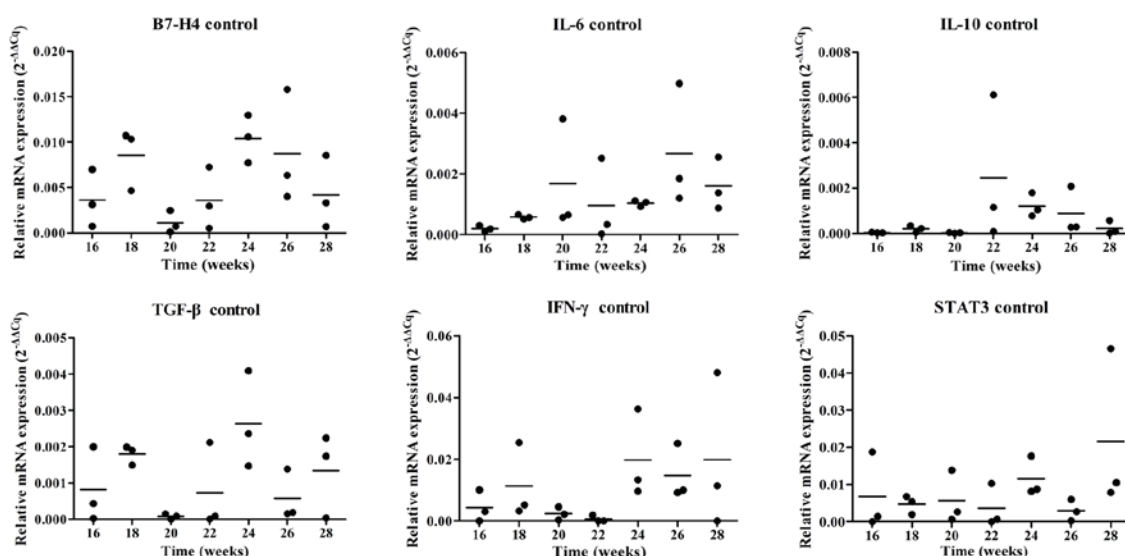 B7-H4 control
Relative mRNA expression (2^-ΔΔCq)
0.020
0.015
0.010
0.005
0.000
16 18 20 22 24 26 28
Time (weeks)
IL-6 control
Relative mRNA expression (2^-ΔΔCq)
0.006
0.004
0.002
0.000
16 18 20 22 24 26 28
Time (weeks)
IL-10 control
Relative mRNA expression (2^-ΔΔCq)
0.008
0.006
0.004
0.002
0.000
16 18 20 22 24 26 28
Time (weeks)
TGF-β control
Relative mRNA expression (2^-ΔΔCq)
0.005
0.004
0.003
0.002
0.001
0.000
16 18 20 22 24 26 28
Time (weeks)
IFN-γ control
Relative mRNA expression (2^-ΔΔCq)
0.06
0.04
0.02
0.00
16 18 20 22 24 26 28
Time (weeks)
STAT3 control
Relative mRNA expression (2^-ΔΔCq)
0.05
0.04
0.03
0.02
0.01
0.00
16 18 20 22 24 26 28
Time (weeks)